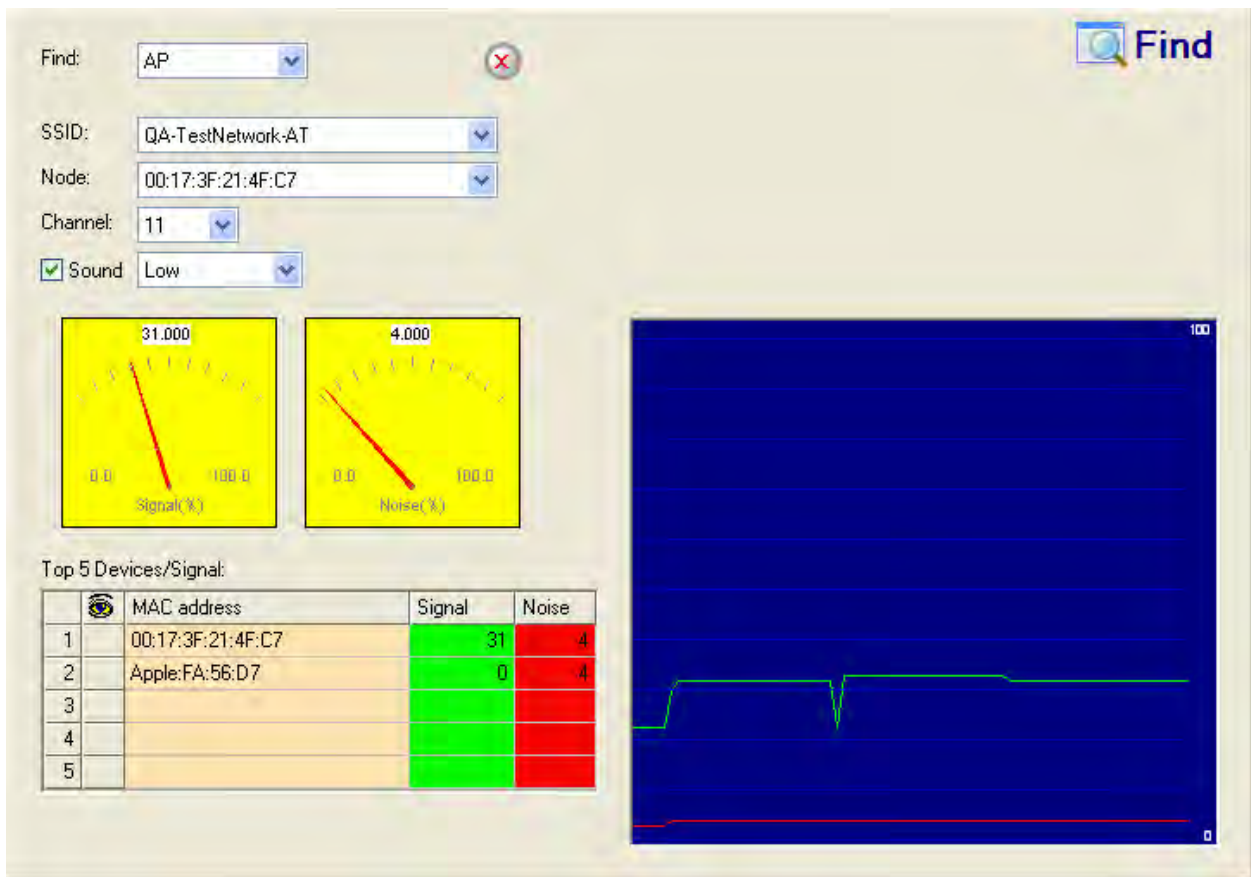 Find: AP
Find
SSID: QA-TestNetwork-AT
Node: 00:17:3F:21:4F:C7
Channel: 11
Sound Low
31.000
0.0 100.0
Signal(%)
4.000
0.0 100.0
Noise(%)
100
0
Top 5 Devices/Signal:
MAC address Signal Noise
1 00:17:3F:21:4F:C7 31 4
2 Apple:FA:56:D7 0 4
3
4
5